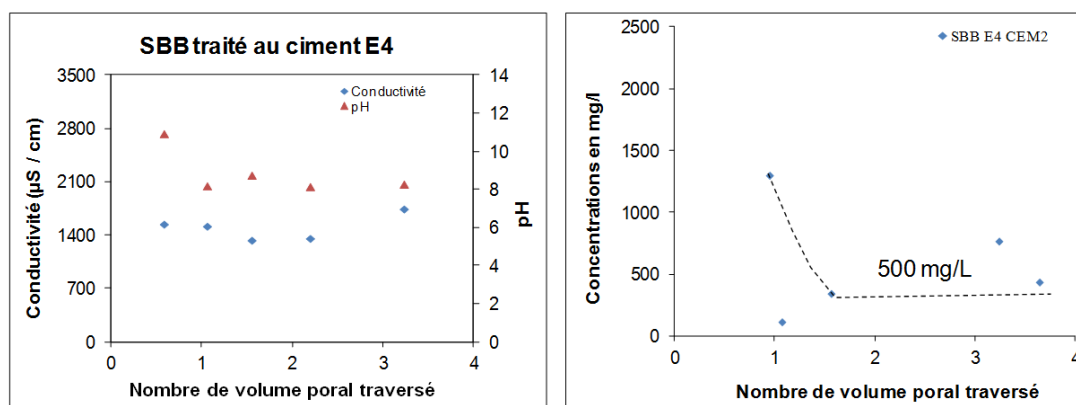 SBB traité au ciment E4
Conductivité
pH
Conductivité (µS / cm)
3500
2800
2100
1400
700
0
14
12
10
8
6
4
2
0
pH
0 1 2 3 4
Nombre de volume poral traversé
SBB E4 CEM2
Concentrations en mg/l
2500
2000
1500
1000
500
0
500 mg/L
0 1 2 3 4
Nombre de volume poral traversé